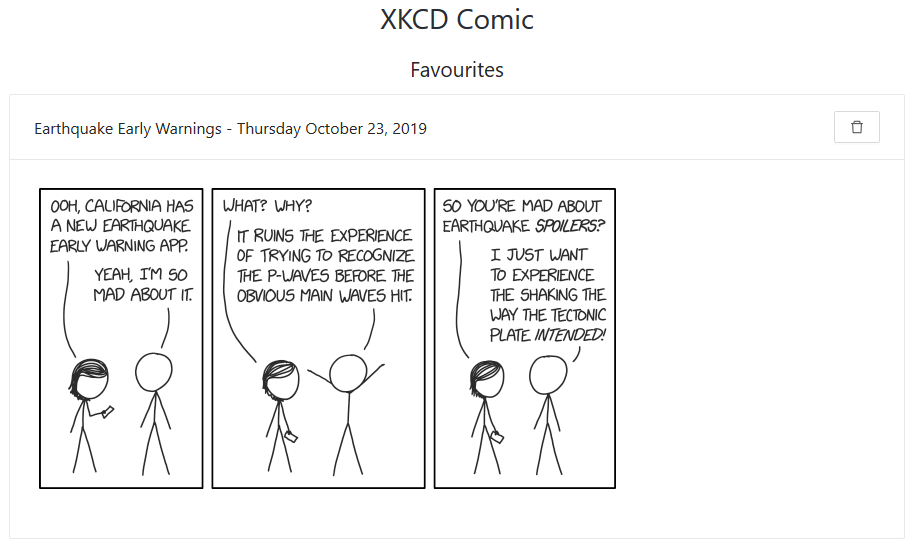 XKCD Comic
Favourites
Earthquake Early Warnings - Thursday October 23, 2019
OOH, CALIFORNIA HAS
A NEW EARTHQUAKE
EARLY WARNING APP.
YEAH, I'M SO
MAD ABOUT IT.
WHAT? WHY?
IT RUINS THE EXPERIENCE
OF TRYING TO RECOGNIZE
THE P-WAVES BEFORE THE
OBVIOUS MAIN WAVES HIT.
SO YOU'RE MAD ABOUT
EARTHQUAKE SPOILERS?
I JUST WANT
TO EXPERIENCE
THE SHAKING THE
WAY THE TECTONIC
PLATE INTENDED!